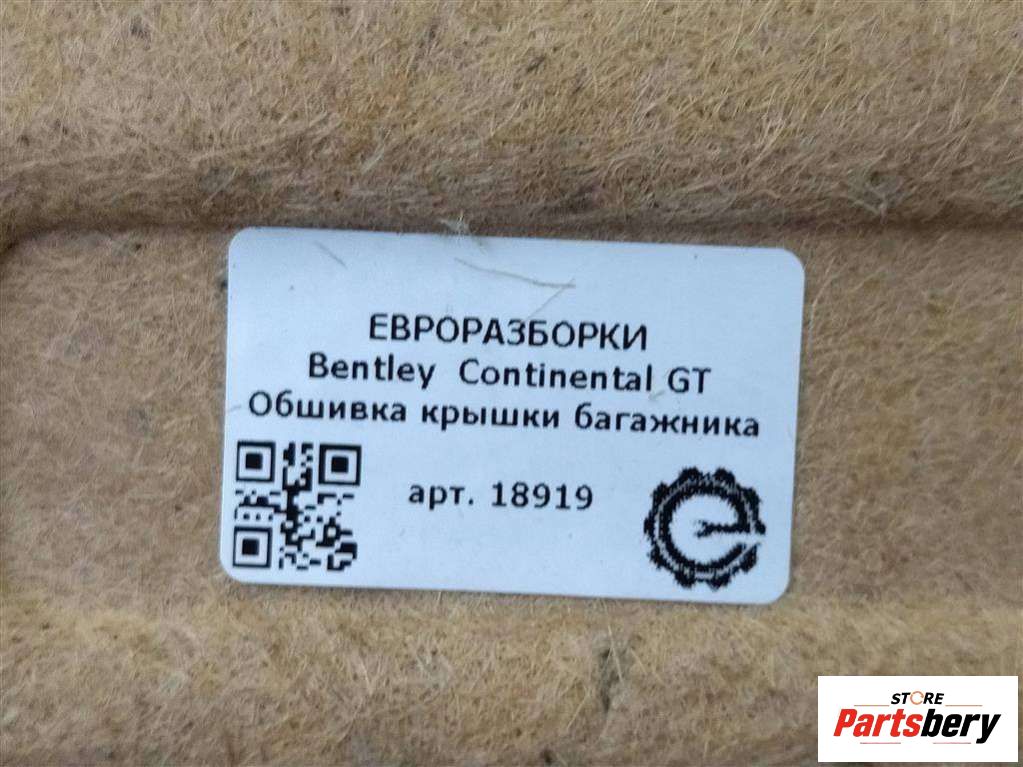 ЕВРОРАЗБОРКИ
Bentley Continental GT
Обшивка крышки багажника
арт. 18919
STORE
Partsbery